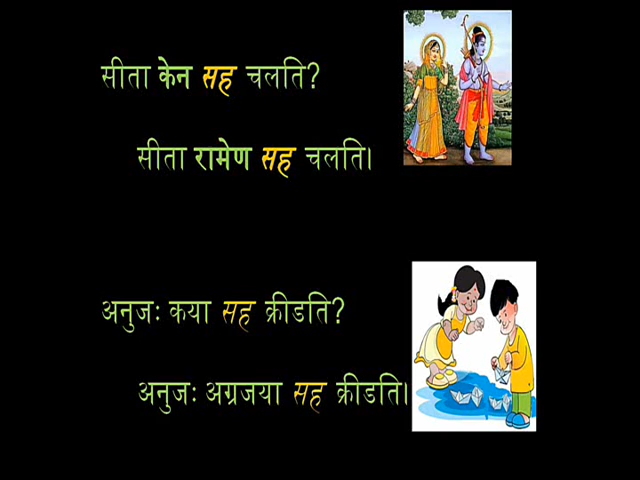 सीता केन सह चलति?
सीता रामेण सह चलति।
अनुजः कया सह क्रीडति?
अनुजः अग्रजया सह क्रीडति।